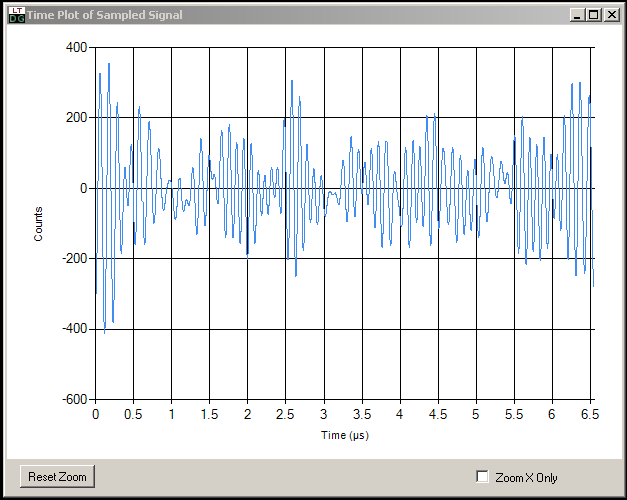 LT
DG
Time Plot of Sampled Signal
400
200
0
-200
-400
-600
Counts
0 0.5 1 1.5 2 2.5 3 3.5 4 4.5 5 5.5 6 6.5
Time (µs)
Reset Zoom
Zoom X Only